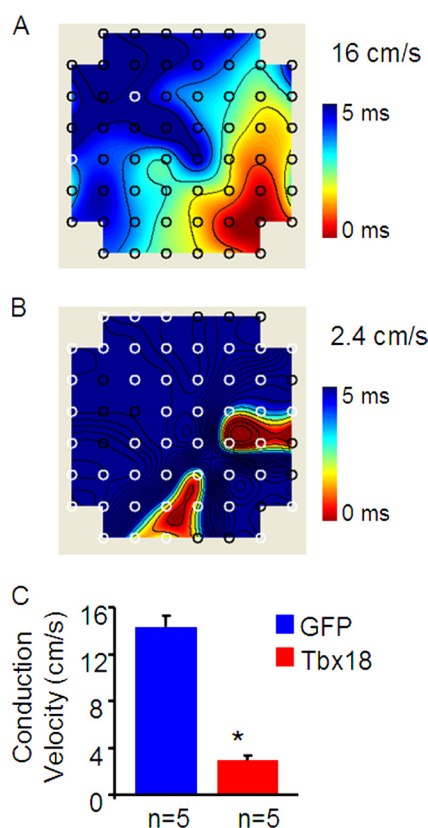 A
16 cm/s
5 ms
0 ms
B
2.4 cm/s
5 ms
0 ms
C
Conduction
Velocity (cm/s)
16
12
8
4
0
GFP
Tbx18
*
n=5
n=5